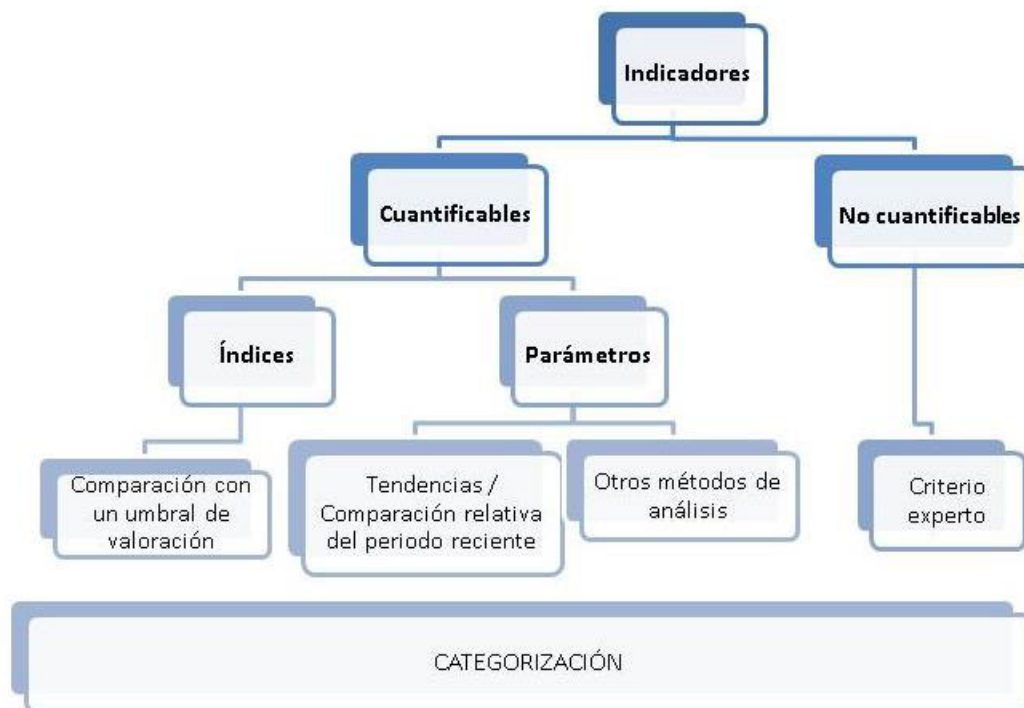 Indicadores
Cuantificables
No cuantificables
Índices
Parámetros
Comparación con
un umbral de
valoración
Tendencias /
Comparación relativa
del periodo reciente
Otros métodos de
análisis
Criterio
experto
CATEGORIZACIÓN